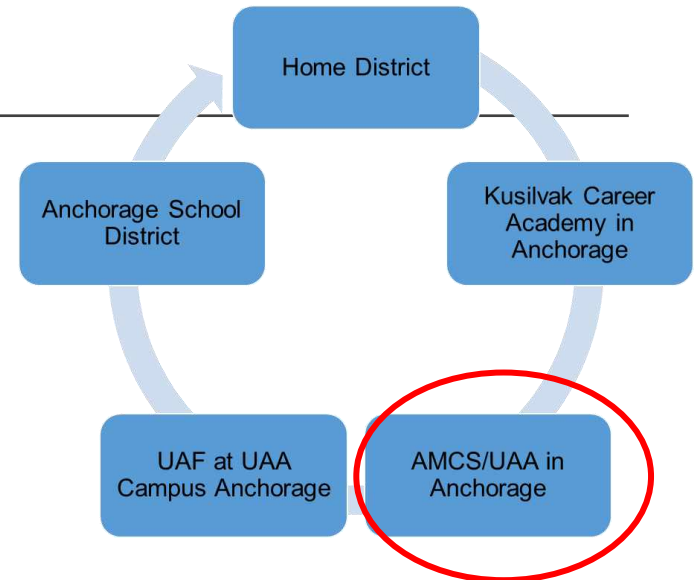 Home District
Kusilvak Career
Academy in
Anchorage
AMCS/UAA in
Anchorage
UAF at UAA
Campus Anchorage
Anchorage School
District